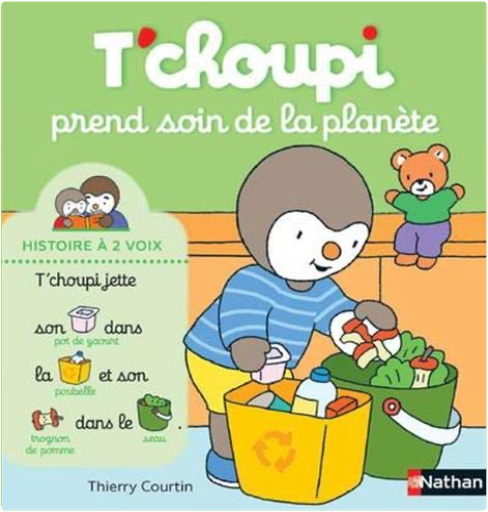 T'choupi
prend soin de la planète
HISTOIRE À 2 VOIX
T'choupi jette
son dans
pot de yaourt
la et son
poubelle
dans le .
trognon seau
de pomme
Thierry Courtin
Nathan